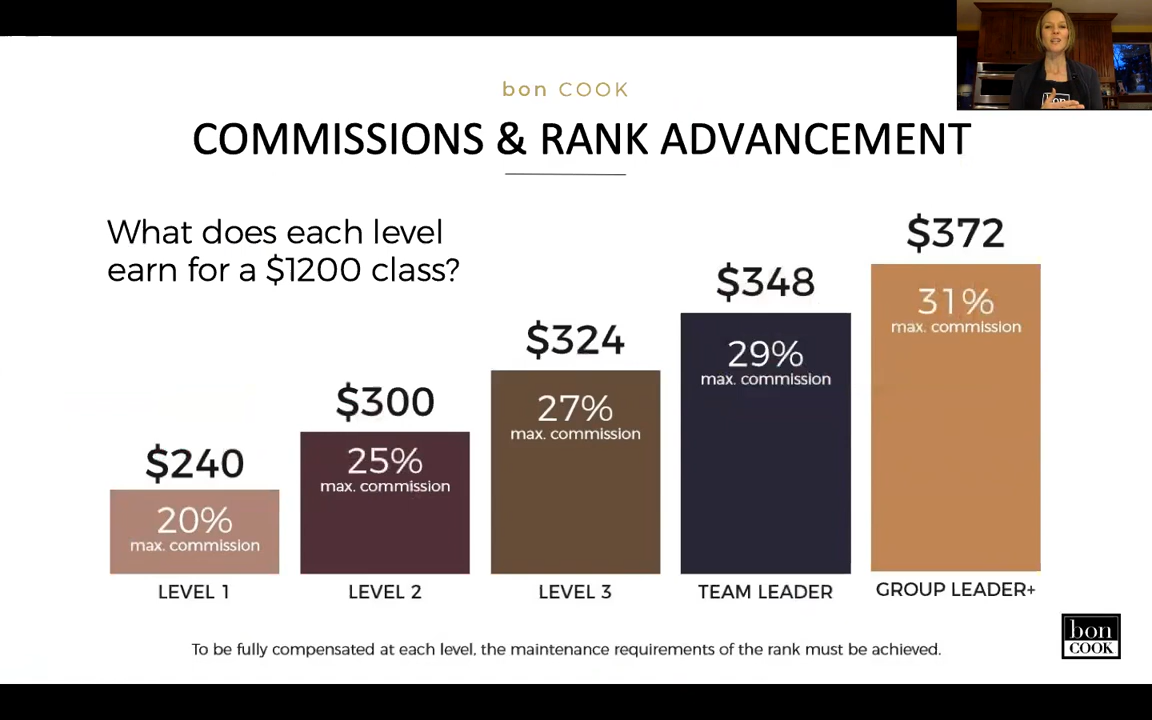 bon COOK
COMMISSIONS & RANK ADVANCEMENT
What does each level
earn for a $1200 class?
$240
20%
max. commission
LEVEL 1
$300
25%
max. commission
LEVEL 2
$324
27%
max. commission
LEVEL 3
$348
29%
max. commission
TEAM LEADER
$372
31%
max. commission
GROUP LEADER+
To be fully compensated at each level, the maintenance requirements of the rank must be achieved.
bon
COOK
bon